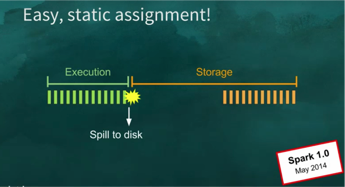 Easy, static assignment!
Execution
Storage
Spill to disk
Spark 1.0
May 2014